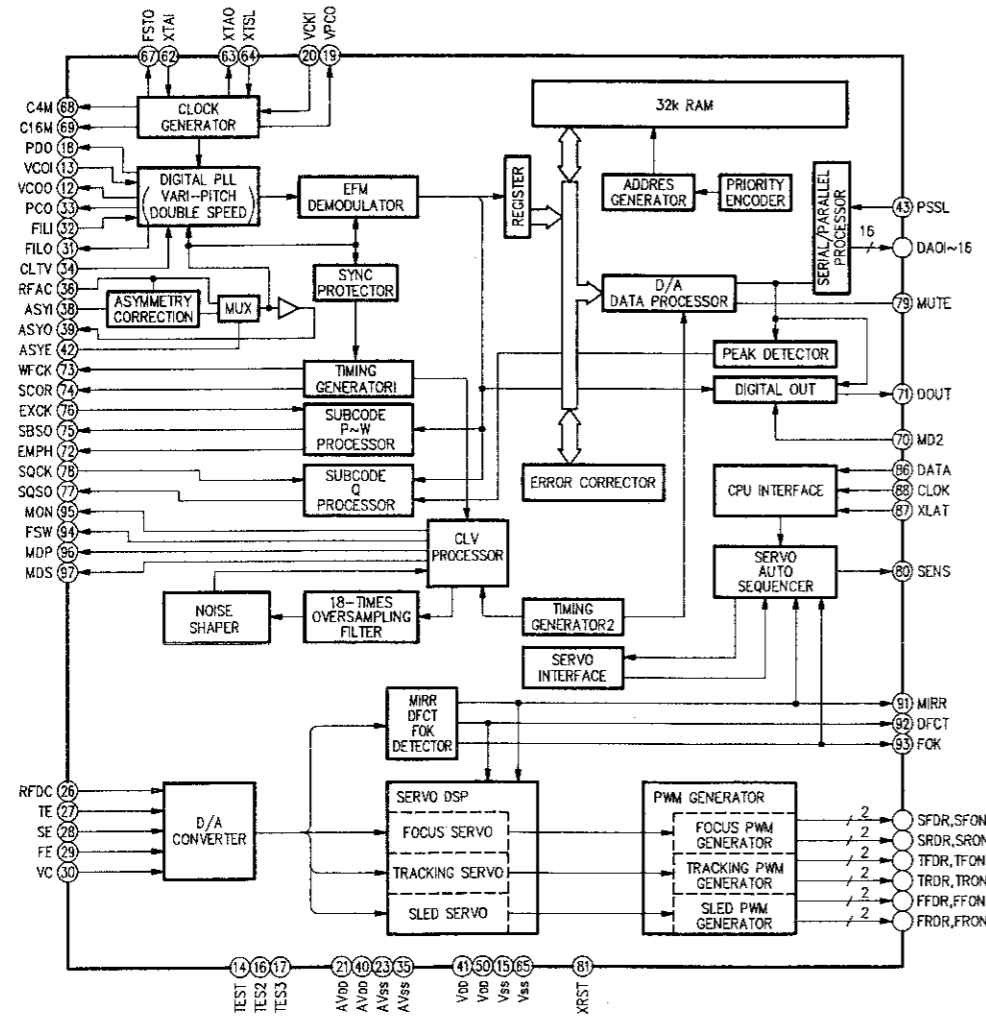 FSTO XTAI XTAO XTSL VCKI VPCO
67 62 63 64 20 19
C4M 68
C16M 69
PDO 18
VCOI 13
VCOO 12
PCO 33
FILI 32
FILO 31
CLTV 34
RFAC 36
ASYI 38
ASYO 39
ASYE 42
WFCK 73
SCOR 74
EXCK 76
SBSO 75
EMPH 72
SQCK 78
SQSO 77
MON 95
FSW 94
MDP 96
MDS 97
RFDC 26
TE 27
SE 28
FE 29
VC 30
CLOCK
GENERATOR
DIGITAL PLL
VARI-PITCH
DOUBLE SPEED
EFM
DEMODULATOR
REGISTER
32k RAM
ADDRES
GENERATOR
PRIORITY
ENCODER
SERIAL/PARALLEL
PROCESSOR
ASYMMETRY
CORRECTION
MUX
SYNC
PROTECTOR
D/A
DATA PROCESSOR
PEAK DETECTOR
DIGITAL OUT
TIMING
GENERATOR1
SUBCODE
P~W
PROCESSOR
SUBCODE
Q
PROCESSOR
ERROR CORRECTOR
CPU INTERFACE
CLV
PROCESSOR
SERVO
AUTO
SEQUENCER
NOISE
SHAPER
18-TIMES
OVERSAMPLING
FILTER
TIMING
GENERATOR2
SERVO
INTERFACE
MIRR
DFCT
FOK
DETECTOR
D/A
CONVERTER
SERVO DSP
FOCUS SERVO
TRACKING SERVO
SLED SERVO
PWM GENERATOR
FOCUS PWM
GENERATOR
TRACKING PWM
GENERATOR
SLED PWM
GENERATOR
43 PSSL
16
DAO1~16
79 MUTE
71 DOUT
70 MD2
86 DATA
88 CLOK
87 XLAT
80 SENS
91 MIRR
92 DFCT
93 FOK
2 SFDR,SFON
2 SRDR,SRON
2 TFDR,TFON
2 TRDR,TRON
2 FFDR,FFON
2 FRDR,FRON
14 16 17 21 40 23 35 41 50 15 65 81
TEST TES2 TES3 AVDD AVDD AVSS AVSS VDD VDD VSS VSS XRST